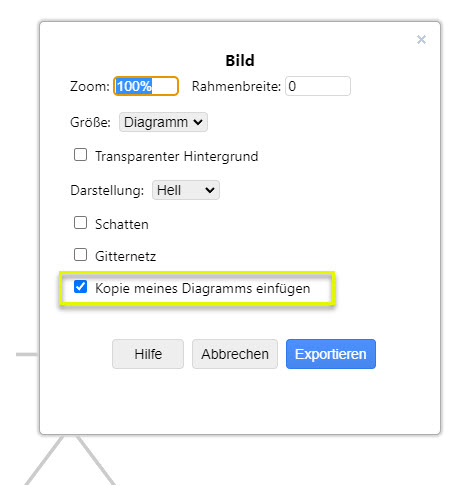 Bild
Zoom: 100% Rahmenbreite: 0
Größe: Diagramm
Transparenter Hintergrund
Darstellung: Hell
Schatten
Gitternetz
Kopie meines Diagramms einfügen
Hilfe Abbrechen Exportieren